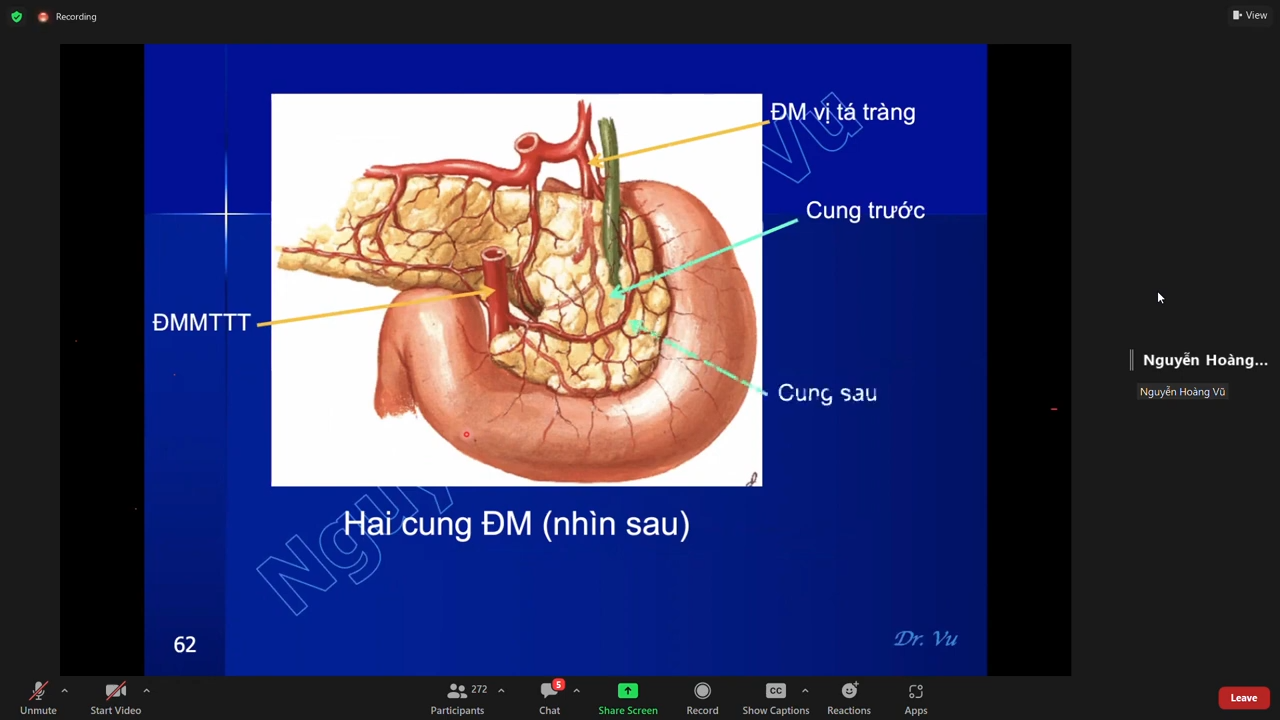 Recording
View
ĐM vị tá tràng
Vu
Cung trước
ĐMMTTT
Nguyễn Hoàng...
Nguyễn Hoàng Vũ
Cung sau
Hai cung ĐM (nhìn sau)
62
Dr. Vu
Unmute
Start Video
Participants
272
Chat
5
Share Screen
Record
CC
Show Captions
Reactions
Apps
Leave